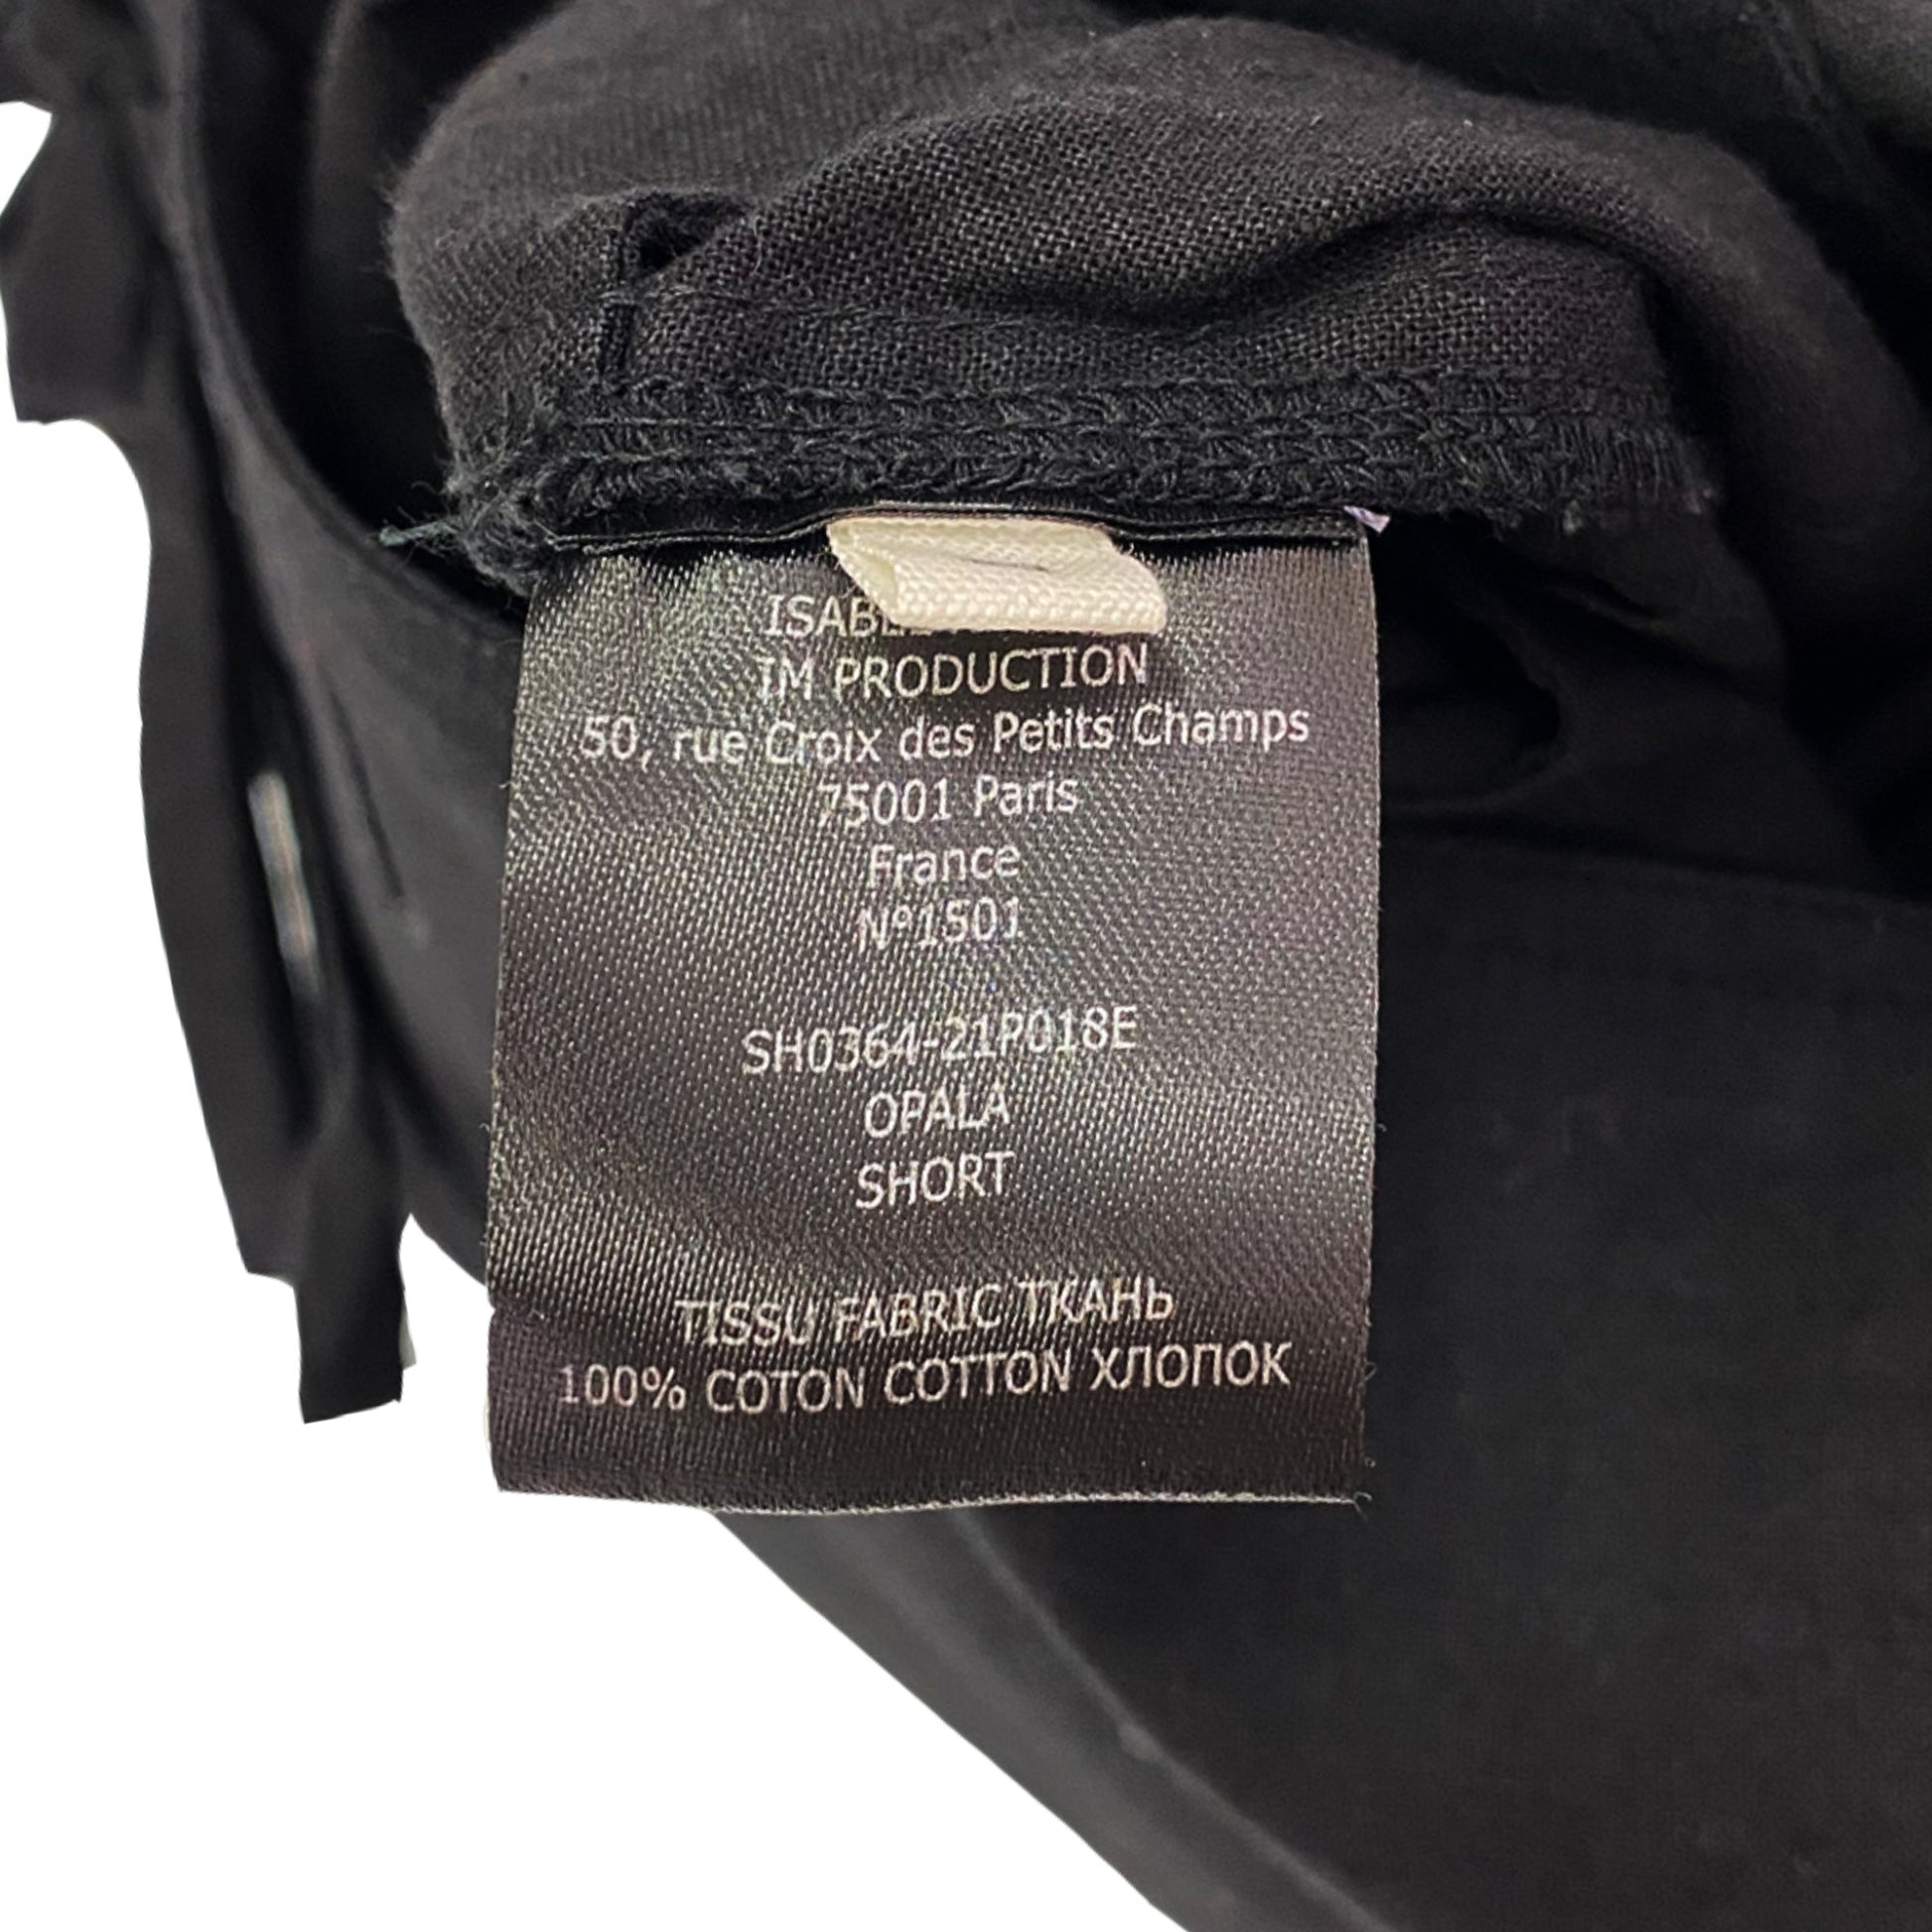 IM PRODUCTION
50, rue Croix des Petits Champs
75001 Paris
France
Nº1501
SH0364-21P018E
OPALA
SHORT
TISSU FABRIC ТКАНЬ
100% COTON COTTON ХЛОПОК